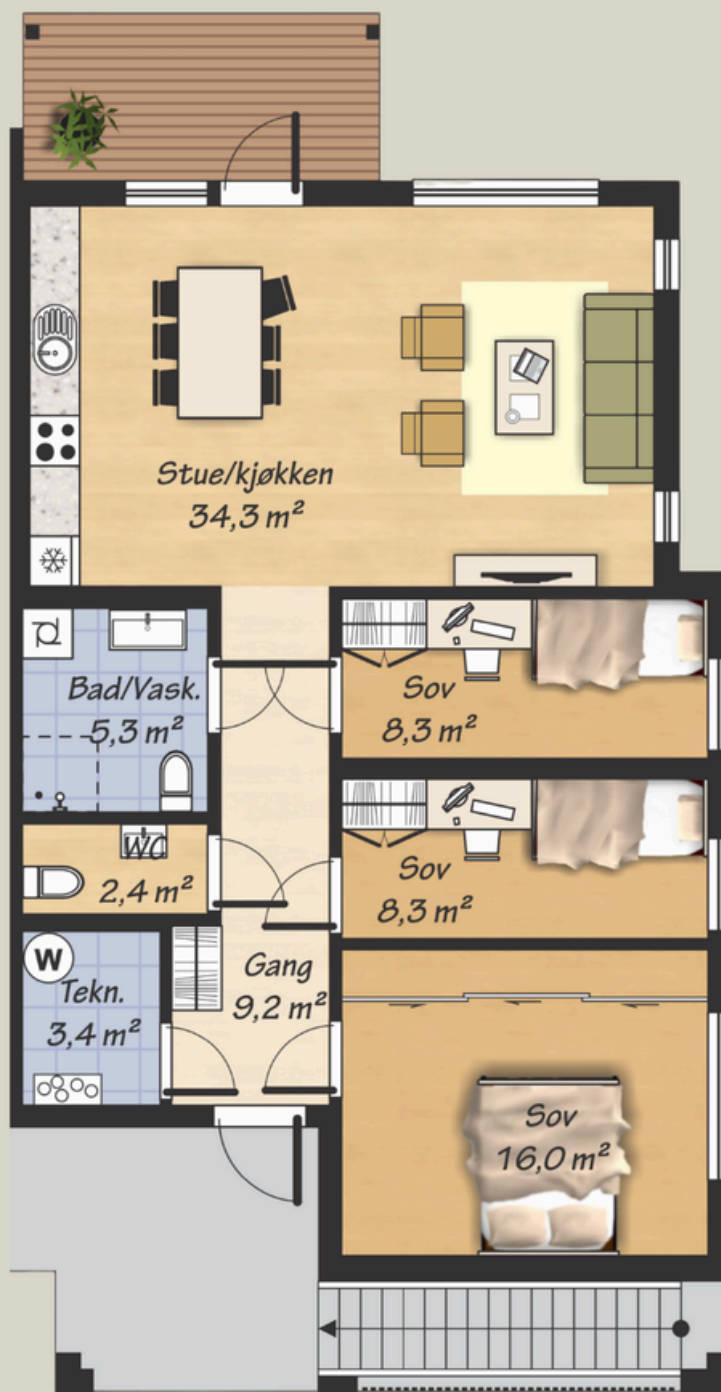 Stue/kjøkken
34,3 m²
Bad/Vask.
5,3 m²
Sov
8,3 m²
WC
2,4 m²
Sov
8,3 m²
W
Tekn.
3,4 m²
Gang
9,2 m²
Sov
16,0 m²